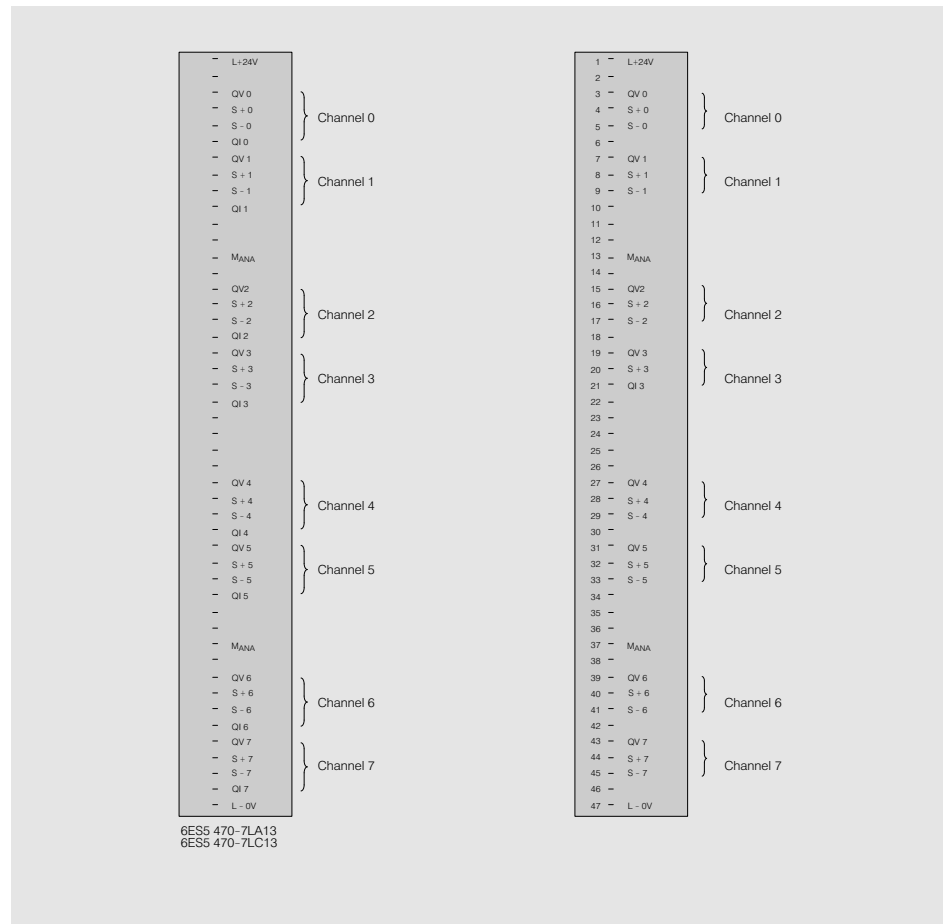 L+24V
QV 0
S + 0
S - 0
QI 0
Channel 0
QV 1
S + 1
S - 1
QI 1
Channel 1
MANA
QV2
S + 2
S - 2
QI 2
Channel 2
QV 3
S + 3
S - 3
QI 3
Channel 3
QV 4
S + 4
S - 4
QI 4
Channel 4
QV 5
S + 5
S - 5
QI 5
Channel 5
MANA
QV 6
S + 6
S - 6
QI 6
Channel 6
QV 7
S + 7
S - 7
QI 7
Channel 7
L - 0V
6ES5 470-7LA13
6ES5 470-7LC13
1 - L+24V
2 -
3 - QV 0
4 - S + 0
5 - S - 0
Channel 0
6 -
7 - QV 1
8 - S + 1
9 - S - 1
Channel 1
10 -
11 -
12 -
13 - MANA
14 -
15 - QV2
16 - S + 2
17 - S - 2
Channel 2
18 -
19 - QV 3
20 - S + 3
21 - QI 3
Channel 3
22 -
23 -
24 -
25 -
26 -
27 - QV 4
28 - S + 4
29 - S - 4
Channel 4
30 -
31 - QV 5
32 - S + 5
33 - S - 5
Channel 5
34 -
35 -
36 -
37 - MANA
38 -
39 - QV 6
40 - S + 6
41 - S - 6
Channel 6
42 -
43 - QV 7
44 - S + 7
45 - S - 7
Channel 7
46 -
47 - L - 0V